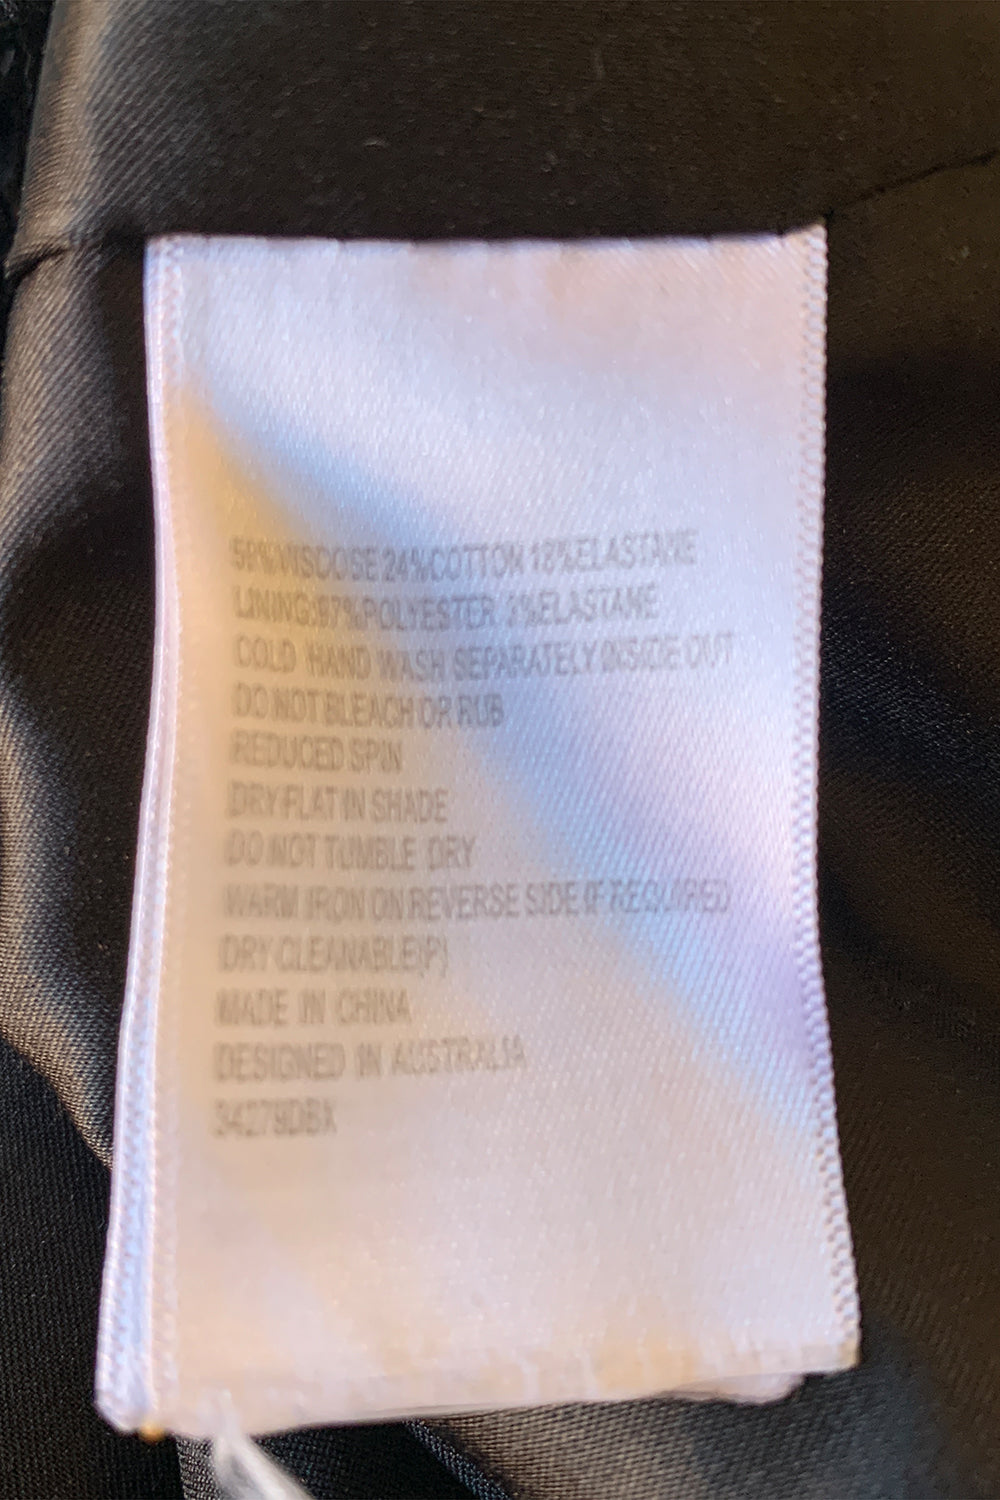 58%VISCOSE 24%COTTON 18%ELASTANE
LINING:97%POLYESTER 3%ELASTANE
COLD HAND WASH SEPARATELY INSIDE OUT
DO NOT BLEACH OR RUB
REDUCED SPIN
DRY FLAT IN SHADE
DO NOT TUMBLE DRY
WARM IRON ON REVERSE SIDE IF REQUIRED
DRY CLEANABLE(P)
MADE IN CHINA
DESIGNED IN AUSTRALIA
34279DBX